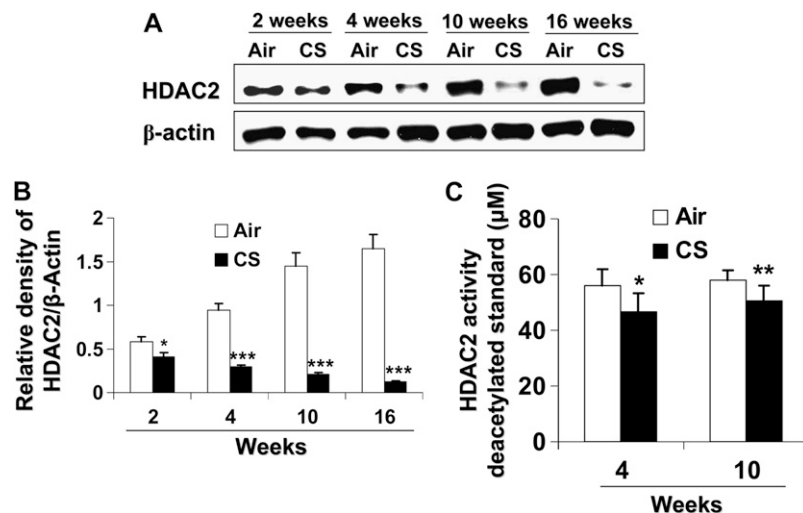 A
2 weeks 4 weeks 10 weeks 16 weeks
Air CS Air CS Air CS Air CS
HDAC2
β-actin
B
Relative density of
HDAC2/β-Actin
2
1.5
1
0.5
0
Air
CS
*
***
***
***
2 4 10 16
Weeks
C
HDAC2 activity
deacetylated standard (µM)
80
60
40
20
0
Air
CS
*
**
4 10
Weeks